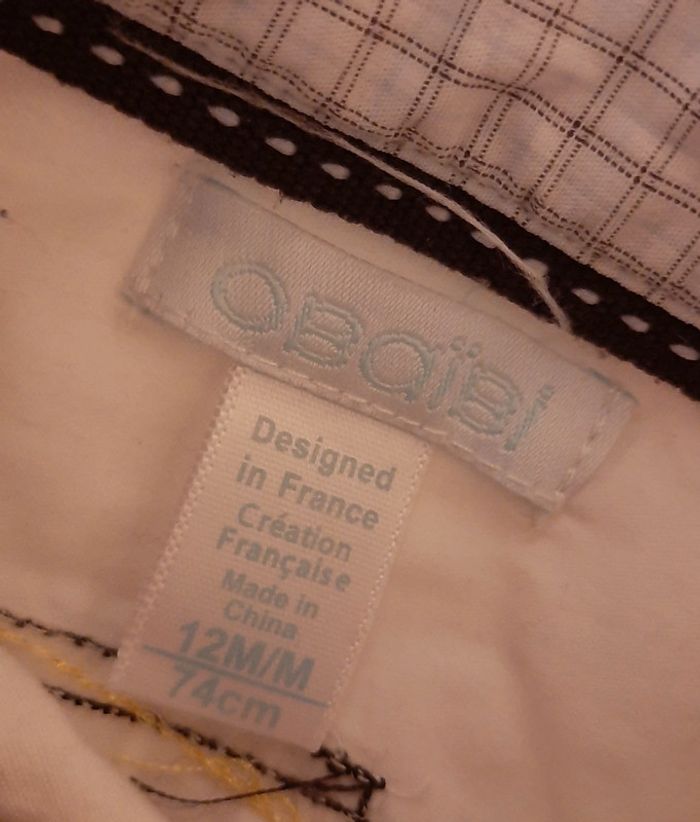 OBaïBi
Designed
in France
Création
Française
Made in
China
12M/M
74cm